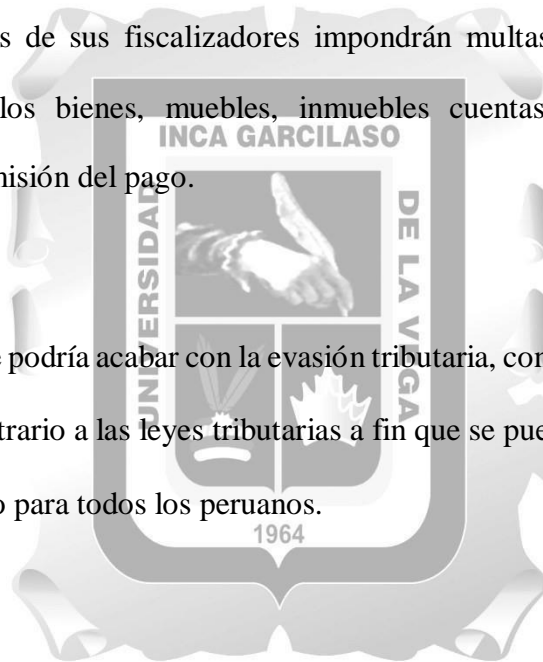 s de sus fiscalizadores impondrán multas
los bienes, muebles, inmuebles cuentas
INCA GARCILASO
misión del pago.
UNIVERSIDAD
DE LA VEGA
podría acabar con la evasión tributaria, con
trario a las leyes tributarias a fin que se pue
o para todos los peruanos.
1964